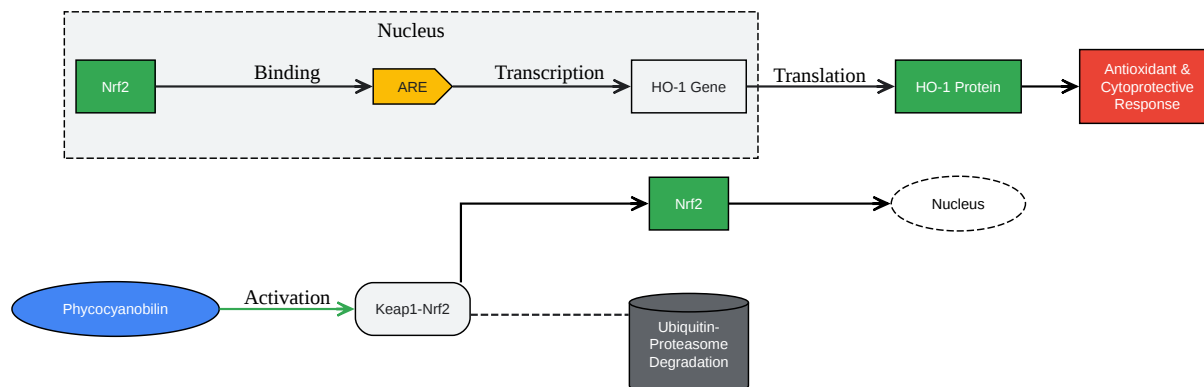 Nucleus
Nrf2
Binding
ARE
Transcription
HO-1 Gene
Translation
HO-1 Protein
Antioxidant &
Cytoprotective
Response
Nrf2
Nucleus
Phycocyanobilin
Activation
Keap1-Nrf2
Ubiquitin-
Proteasome
Degradation